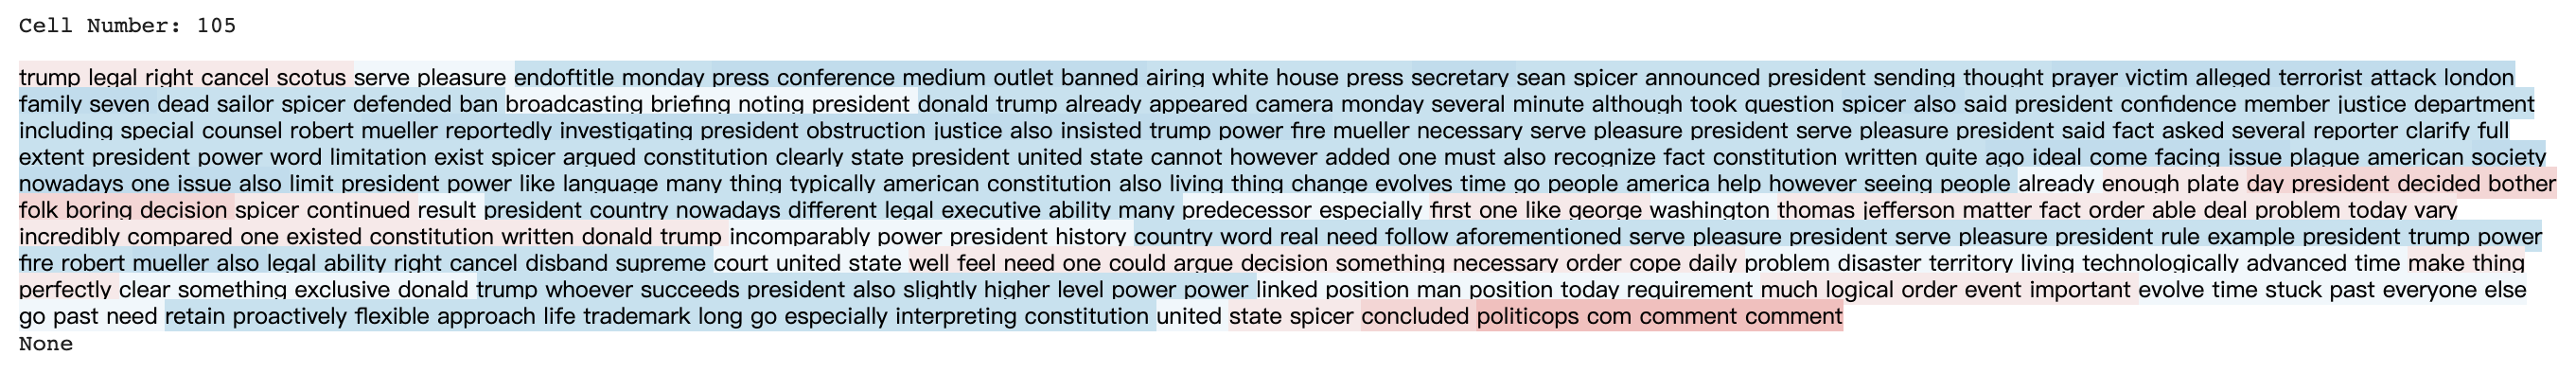 Cell Number: 105
trump legal right cancel scotus serve pleasure endoftitle monday press conference medium outlet banned airing white house press secretary sean spicer announced president sending thought prayer victim alleged terrorist attack london
family seven dead sailor spicer defended ban broadcasting briefing noting president donald trump already appeared camera monday several minute although took question spicer also said president confidence member justice department
including special counsel robert mueller reportedly investigating president obstruction justice also insisted trump power fire mueller necessary serve pleasure president serve pleasure president said fact asked several reporter clarify full
extent president power word limitation exist spicer argued constitution clearly state president united state cannot however added one must also recognize fact constitution written quite ago ideal come facing issue plague american society
nowadays one issue also limit president power like language many thing typically american constitution also living thing change evolves time go people america help however seeing people already enough plate day president decided bother
folk boring decision spicer continued result president country nowadays different legal executive ability many predecessor especially first one like george washington thomas jefferson matter fact order able deal problem today vary
incredibly compared one existed constitution written donald trump incomparably power president history country word real need follow aforementioned serve pleasure president serve pleasure president rule example president trump power
fire robert mueller also legal ability right cancel disband supreme court united state well feel need one could argue decision something necessary order cope daily problem disaster territory living technologically advanced time make thing
perfectly clear something exclusive donald trump whoever succeeds president also slightly higher level power power linked position man position today requirement much logical order event important evolve time stuck past everyone else
go past need retain proactively flexible approach life trademark long go especially interpreting constitution united state spicer concluded politicops com comment comment
None